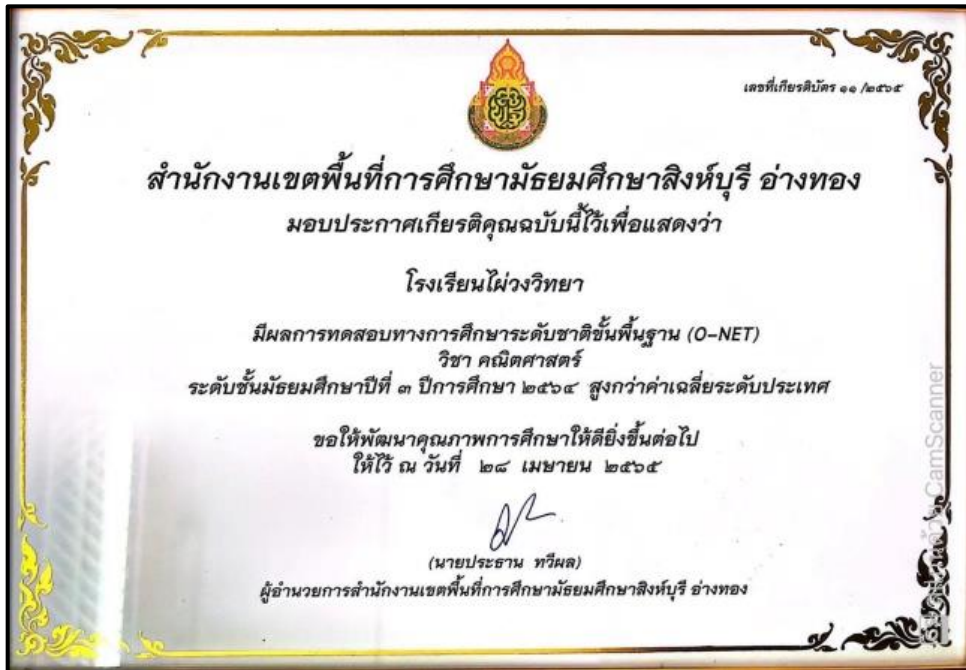 เลขที่เกียรติบัตร ๑๑ /๒๕๖๕
สำนักงานเขตพื้นที่การศึกษามัธยมศึกษาสิงห์บุรี อ่างทอง
มอบประกาศเกียรติคุณฉบับนี้ไว้เพื่อแสดงว่า
โรงเรียนไผ่วงวิทยา
มีผลการทดสอบทางการศึกษาระดับชาติขั้นพื้นฐาน (O-NET)
วิชา คณิตศาสตร์
ระดับชั้นมัธยมศึกษาปีที่ ๓ ปีการศึกษา ๒๕๖๔ สูงกว่าค่าเฉลี่ยระดับประเทศ
ขอให้พัฒนาคุณภาพการศึกษาให้ดียิ่งขึ้นต่อไป
ให้ไว้ ณ วันที่ ๒๘ เมษายน ๒๕๖๕
(นายประธาน ทวีผล)
ผู้อำนวยการสำนักงานเขตพื้นที่การศึกษามัธยมศึกษาสิงห์บุรี อ่างทอง
CamScanner